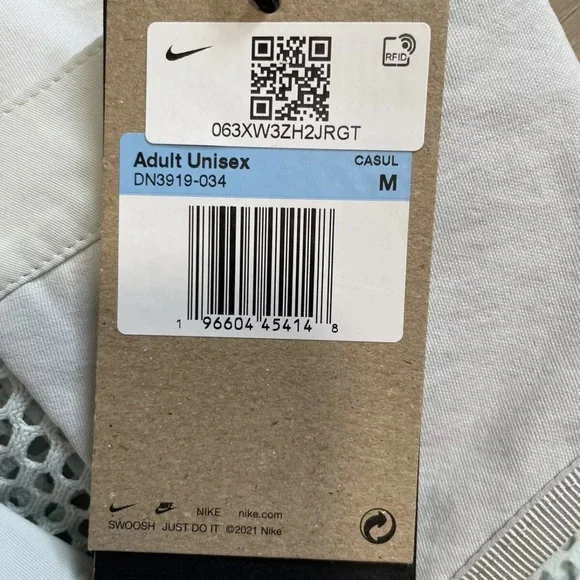 RFID
063XW3ZH2JRGT
Adult Unisex CASUL
DN3919-034 M
1 96604 45414 8
NIKE nike.com
SWOOSH JUST DO IT ©2021 Nike